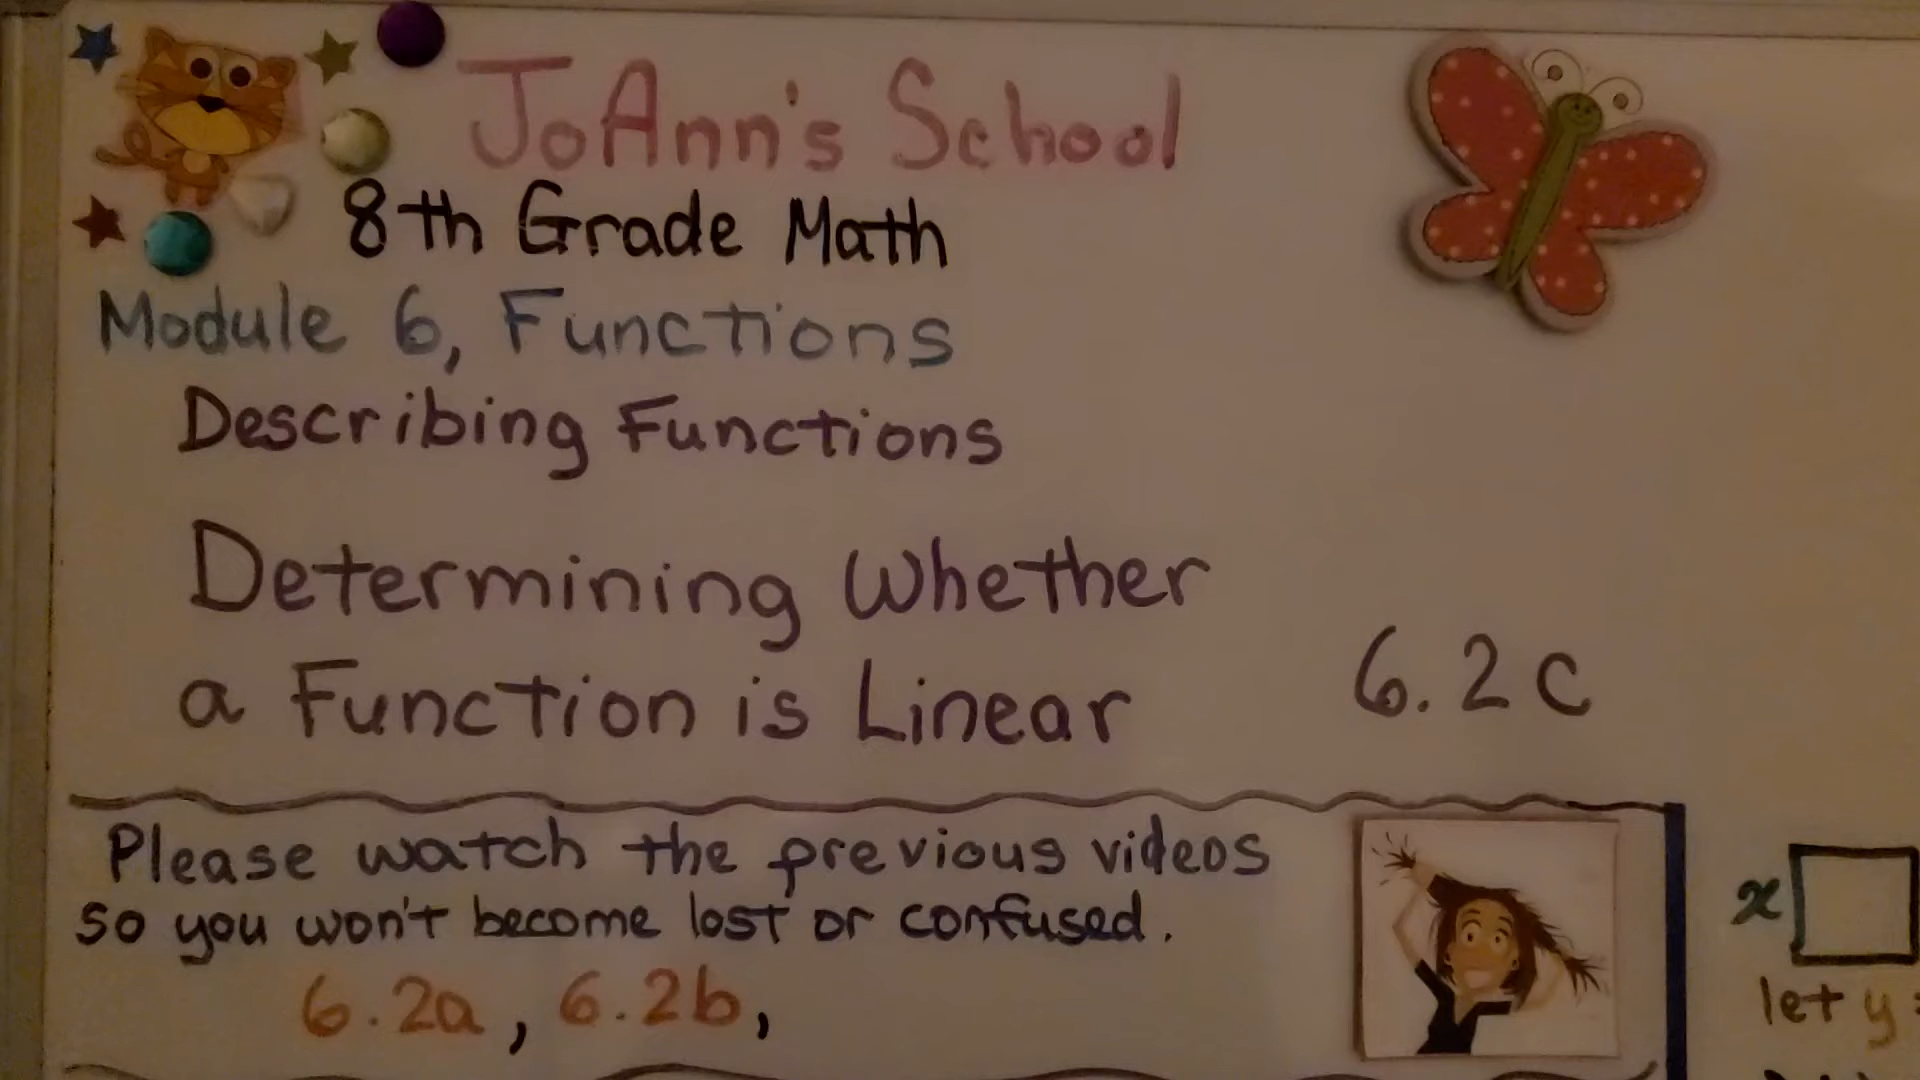 JoAnn's School
8th Grade Math
Module 6, Functions
Describing Functions
Determining Whether
a Function is Linear
6.2c
Please watch the previous videos
so you won't become lost or confused.
6.2a, 6.2b,
x
let y